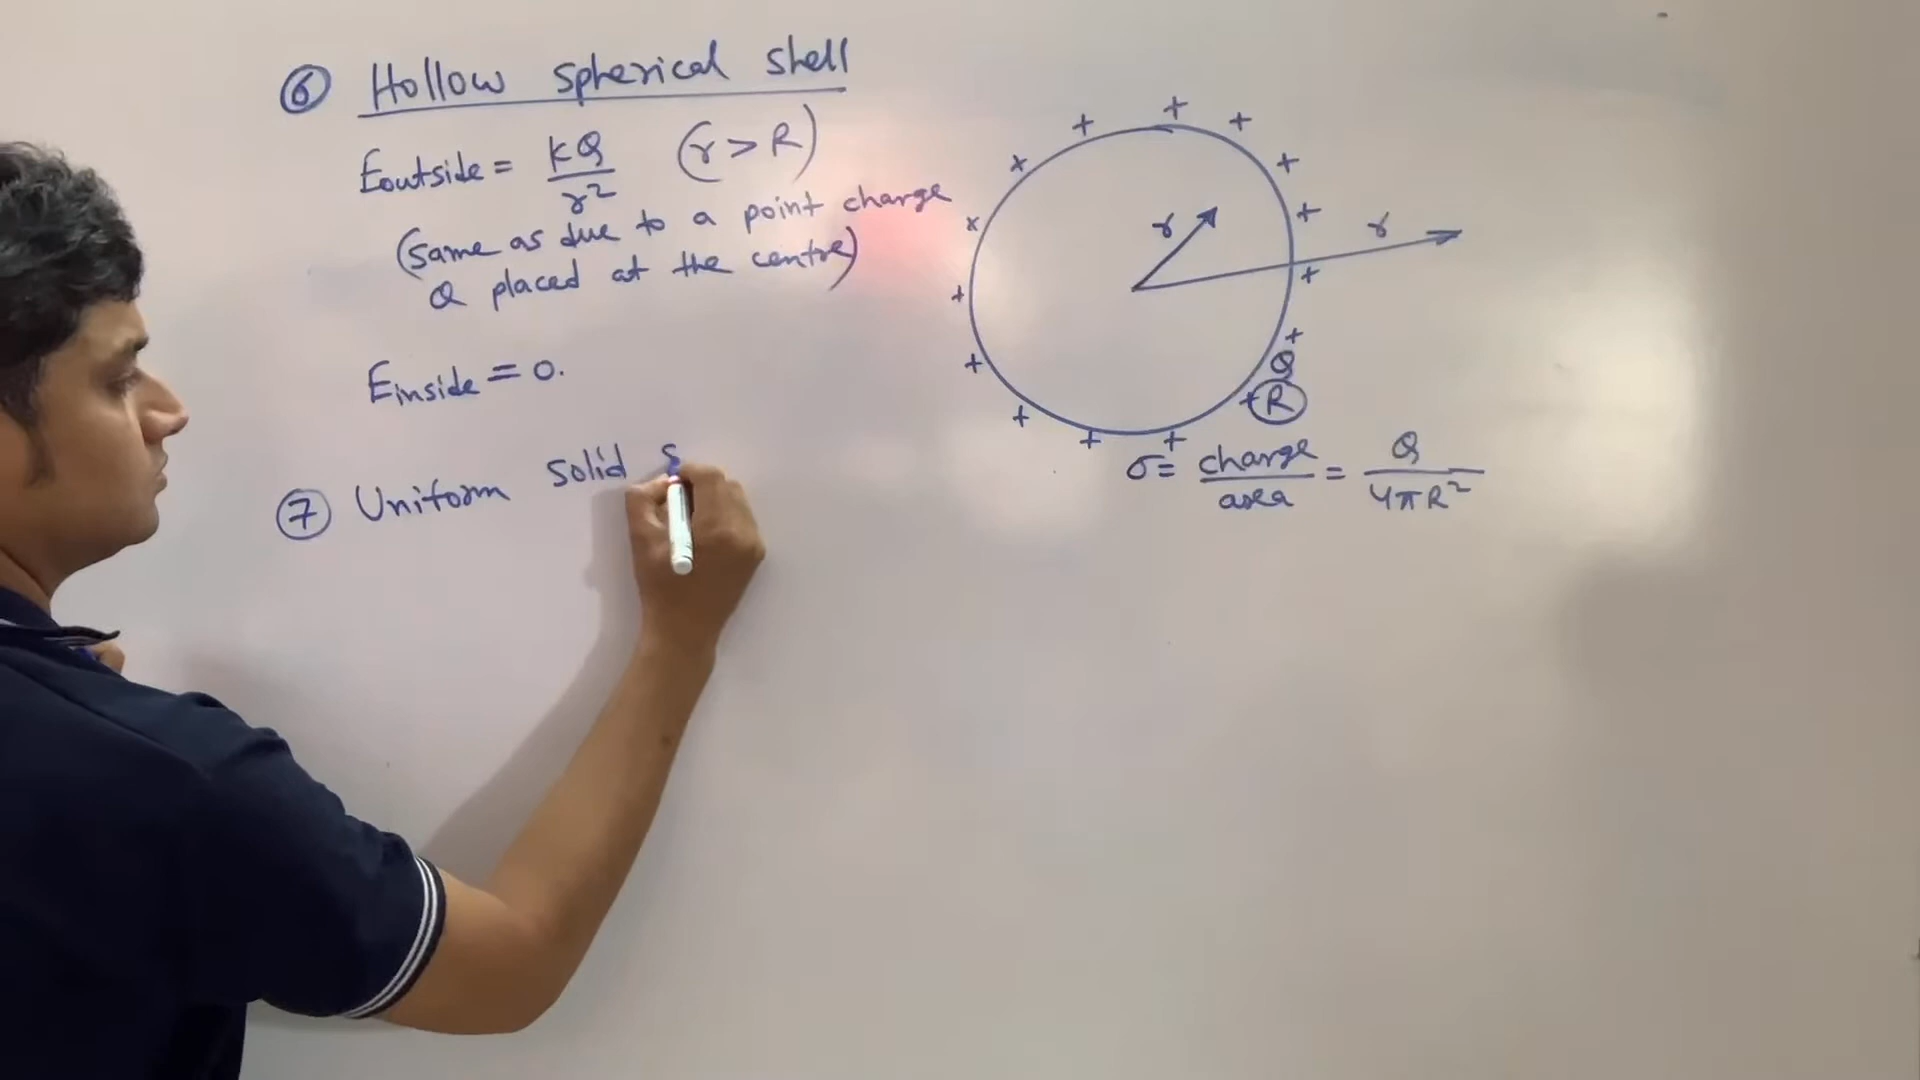 ⑥ Hollow spherical shell
Eoutside = kQ/r² (r > R)
(same as due to a point charge
Q placed at the centre)
Einside = 0.
⑦ Uniform solid s
r
r
Q
R
σ = charge/area = Q/4πR²